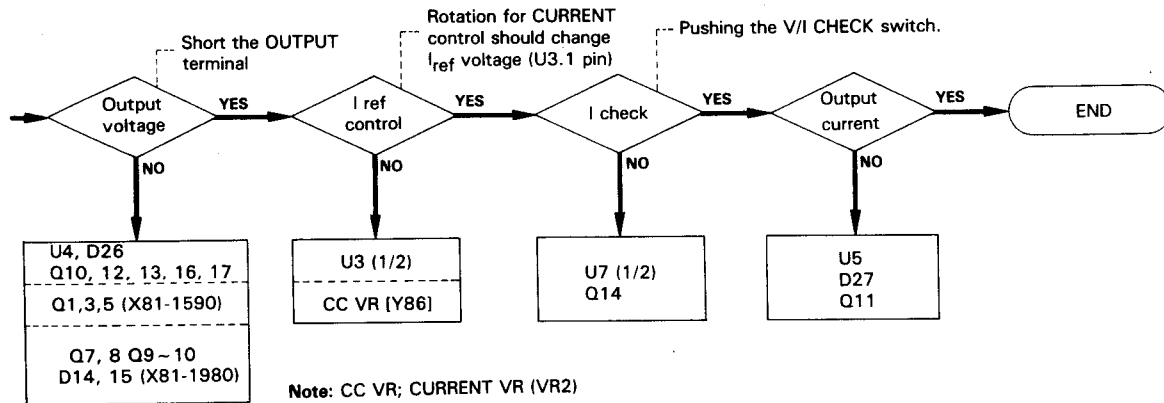 Short the OUTPUT
terminal
Rotation for CURRENT
control should change
Iref voltage (U3.1 pin)
Pushing the V/I CHECK switch.
Output
voltage
YES
NO
I ref
control
YES
NO
I check
YES
NO
Output
current
YES
NO
END
U4, D26
Q10, 12, 13, 16, 17
Q1,3,5 (X81-1590)
Q7, 8 Q9~10
D14, 15 (X81-1980)
U3 (1/2)
CC VR [Y86]
U7 (1/2)
Q14
U5
D27
Q11
Note: CC VR; CURRENT VR (VR2)